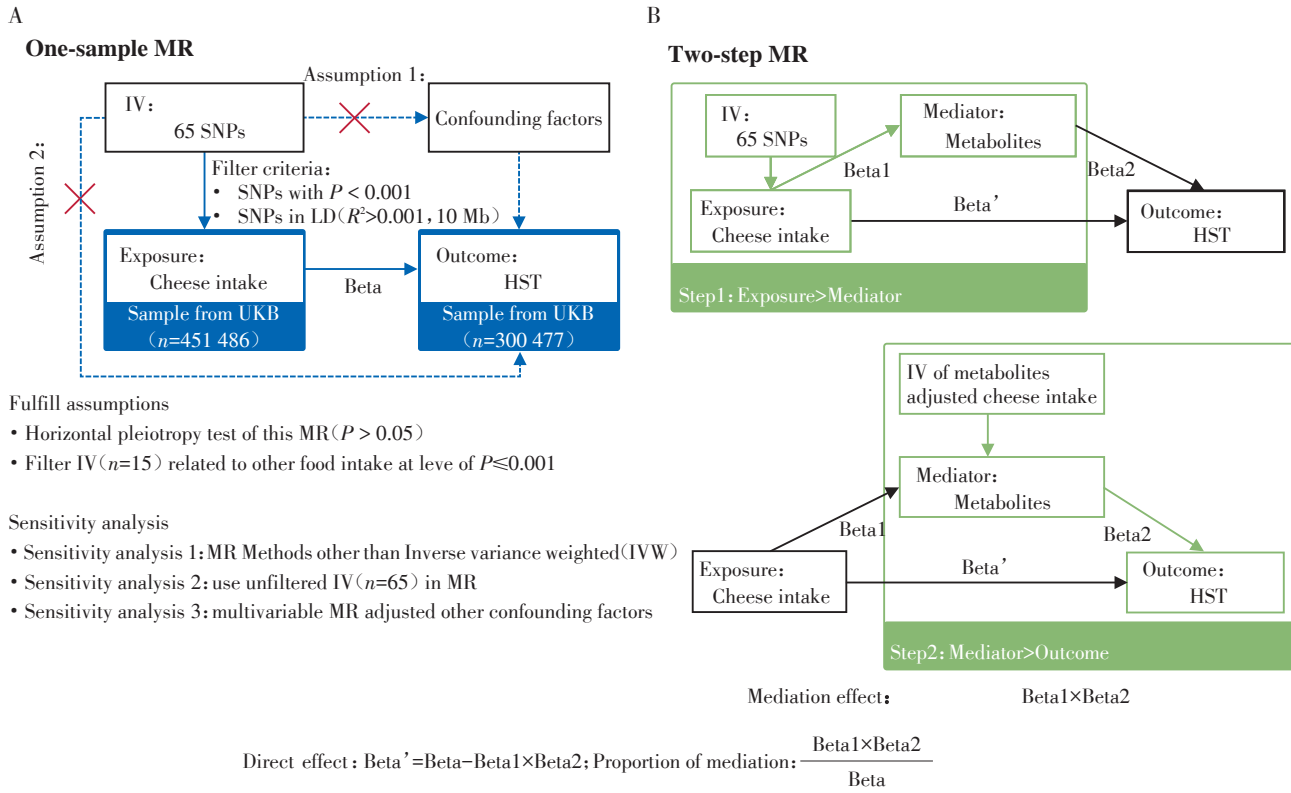 A
One-sample MR
Assumption 1:
IV:
65 SNPs
Confounding factors
Assumption 2:
Filter criteria:
• SNPs with P < 0.001
• SNPs in LD(R²>0.001, 10 Mb)
Exposure:
Cheese intake
Beta
Outcome:
HST
Sample from UKB
(n=451 486)
Sample from UKB
(n=300 477)
Fulfill assumptions
• Horizontal pleiotropy test of this MR(P > 0.05)
• Filter IV(n=15) related to other food intake at leve of P≤0.001
Sensitivity analysis
• Sensitivity analysis 1:MR Methods other than Inverse variance weighted(IVW)
• Sensitivity analysis 2:use unfiltered IV(n=65) in MR
• Sensitivity analysis 3:multivariable MR adjusted other confounding factors
B
Two-step MR
IV:
65 SNPs
Mediator:
Metabolites
Beta1
Beta2
Exposure:
Cheese intake
Beta’
Outcome:
HST
Step1:Exposure>Mediator
IV of metabolites
adjusted cheese intake
Mediator:
Metabolites
Beta1
Beta2
Exposure:
Cheese intake
Beta’
Outcome:
HST
Step2:Mediator>Outcome
Mediation effect: Beta1×Beta2
Direct effect:Beta’=Beta-Beta1×Beta2;Proportion of mediation: Beta1×Beta2
Beta